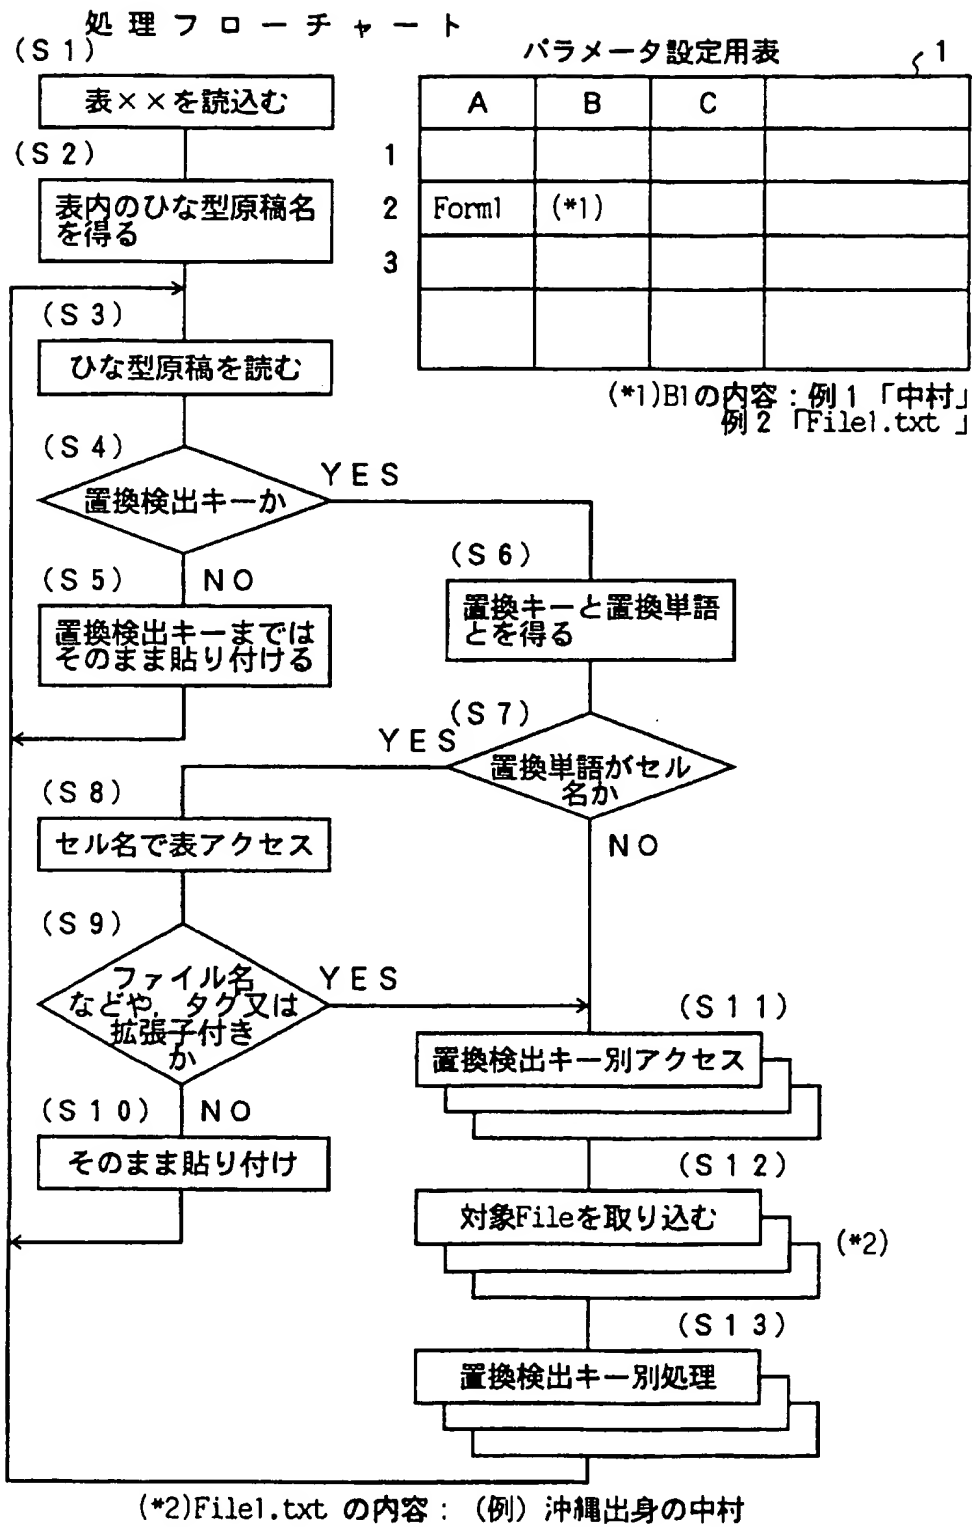 処理フローチャート
(S1)
表××を読込む
(S2)
表内のひな型原稿名
を得る
(S3)
ひな型原稿を読む
(S4)
置換検出キーか
YES
(S5)
NO
置換検出キーまでは
そのまま貼り付ける
(S6)
置換キーと置換単語
とを得る
(S7)
YES
置換単語がセル
名か
NO
(S8)
セル名で表アクセス
(S9)
ファイル名
などや，タグ又は
拡張子付き
か
YES
(S10)
NO
そのまま貼り付け
(S11)
置換検出キー別アクセス
(S12)
対象Fileを取り込む
(*2)
(S13)
置換検出キー別処理
パラメータ設定用表
1
A B C
1
2 Form1 (*1)
3
(*1)B1の内容：例1「中村」
例2「File1.txt」
(*2)File1.txt の内容：（例）沖縄出身の中村